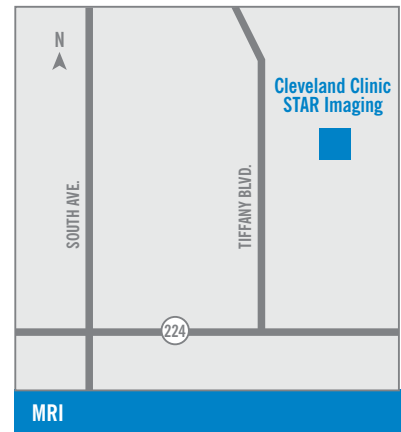 N
Cleveland Clinic
STAR Imaging
SOUTH AVE.
TIFFANY BLVD.
224
MRI